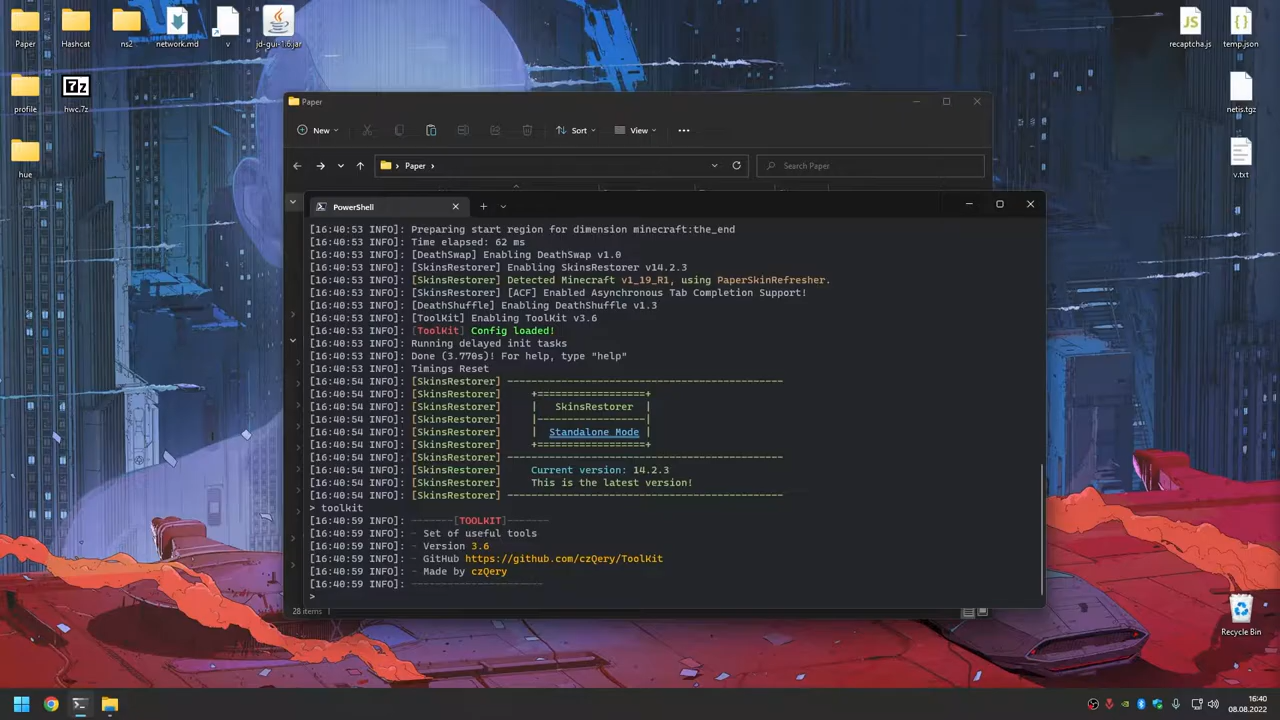 Paper
Hashcat
ns2
network.md
v
jd-gui-1.6.jar
recaptcha.js
temp.json
profile
hwc.7z
netis.tgz
hue
v.txt
Paper
New
Sort
View
Paper
Search Paper
PowerShell
[16:40:53 INFO]: Preparing start region for dimension minecraft:the_end
[16:40:53 INFO]: Time elapsed: 62 ms
[16:40:53 INFO]: [DeathSwap] Enabling DeathSwap v1.0
[16:40:53 INFO]: [SkinsRestorer] Enabling SkinsRestorer v14.2.3
[16:40:53 INFO]: [SkinsRestorer] Detected Minecraft v1_19_R1, using PaperSkinRefresher.
[16:40:53 INFO]: [SkinsRestorer] [ACF] Enabled Asynchronous Tab Completion Support!
[16:40:53 INFO]: [DeathShuffle] Enabling DeathShuffle v1.3
[16:40:53 INFO]: [ToolKit] Enabling ToolKit v3.6
[16:40:53 INFO]: [ToolKit] Config loaded!
[16:40:53 INFO]: Running delayed init tasks
[16:40:53 INFO]: Done (3.770s)! For help, type "help"
[16:40:53 INFO]: Timings Reset
[16:40:54 INFO]: [SkinsRestorer] ----------------------------------------------
[16:40:54 INFO]: [SkinsRestorer]     +==================+
[16:40:54 INFO]: [SkinsRestorer]     |   SkinsRestorer  |
[16:40:54 INFO]: [SkinsRestorer]     |------------------|
[16:40:54 INFO]: [SkinsRestorer]     |  Standalone Mode |
[16:40:54 INFO]: [SkinsRestorer]     +==================+
[16:40:54 INFO]: [SkinsRestorer] ----------------------------------------------
[16:40:54 INFO]: [SkinsRestorer]     Current version: 14.2.3
[16:40:54 INFO]: [SkinsRestorer]     This is the latest version!
[16:40:54 INFO]: [SkinsRestorer] ----------------------------------------------
> toolkit
[16:40:59 INFO]: -------[TOOLKIT]-------
[16:40:59 INFO]: - Set of useful tools
[16:40:59 INFO]: - Version 3.6
[16:40:59 INFO]: - GitHub https://github.com/czQery/ToolKit
[16:40:59 INFO]: - Made by czQery
[16:40:59 INFO]: ----------------------
>
28 items
Recycle Bin
16:40
08.08.2022